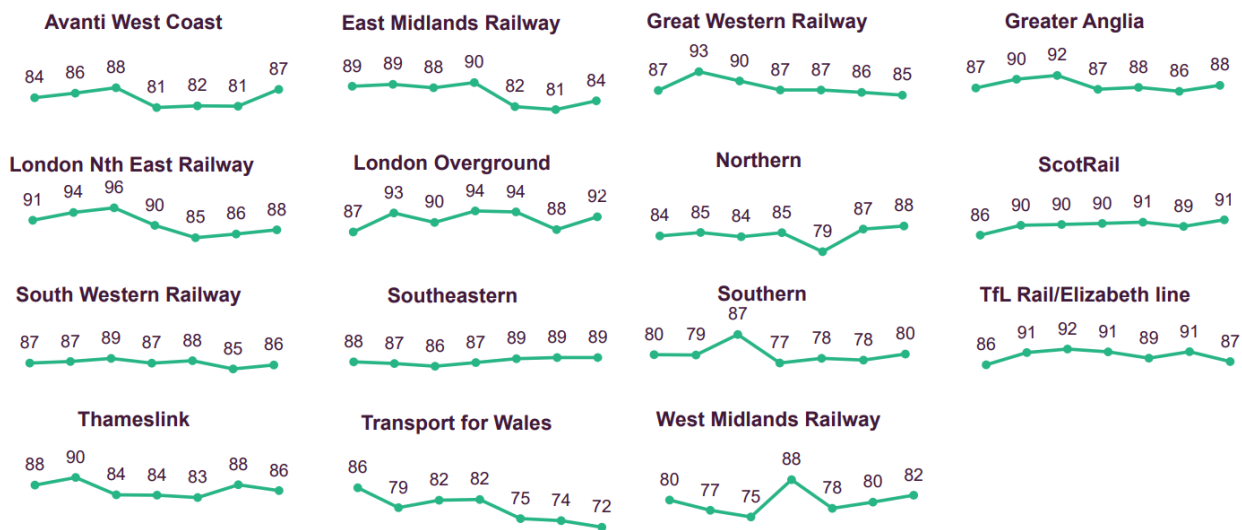 Avanti West Coast
84 86 88 81 82 81 87
East Midlands Railway
89 89 88 90 82 81 84
Great Western Railway
87 93 90 87 87 86 85
Greater Anglia
87 90 92 87 88 86 88
London Nth East Railway
91 94 96 90 85 86 88
London Overground
87 93 90 94 94 88 92
Northern
84 85 84 85 79 87 88
ScotRail
86 90 90 90 91 89 91
South Western Railway
87 87 89 87 88 85 86
Southeastern
88 87 86 87 89 89 89
Southern
80 79 87 77 78 78 80
TfL Rail/Elizabeth line
86 91 92 91 89 91 87
Thameslink
88 90 84 84 83 88 86
Transport for Wales
86 79 82 82 75 74 72
West Midlands Railway
80 77 75 88 78 80 82